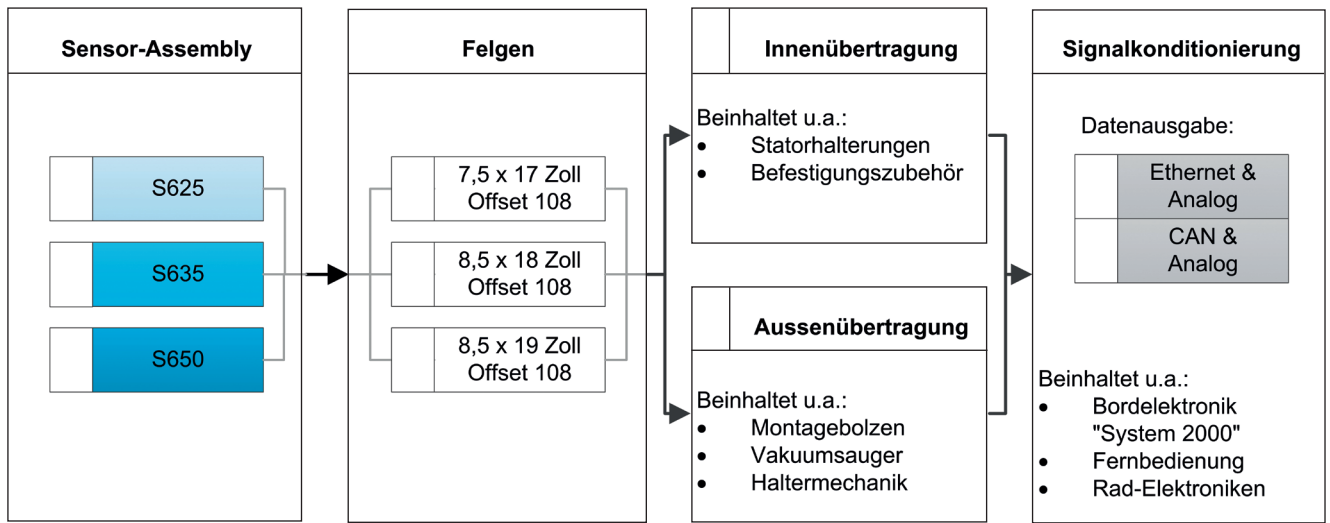 Sensor-Assembly
S625
S635
S650
Felgen
7,5 x 17 Zoll
Offset 108
8,5 x 18 Zoll
Offset 108
8,5 x 19 Zoll
Offset 108
Innenübertragung
Beinhaltet u.a.:
• Statorhalterungen
• Befestigungszubehör
Aussenübertragung
Beinhaltet u.a.:
• Montagebolzen
• Vakuumsauger
• Haltermechanik
Signalkonditionierung
Datenausgabe:
Ethernet &
Analog
CAN &
Analog
Beinhaltet u.a.:
• Bordelektronik
"System 2000"
• Fernbedienung
• Rad-Elektroniken